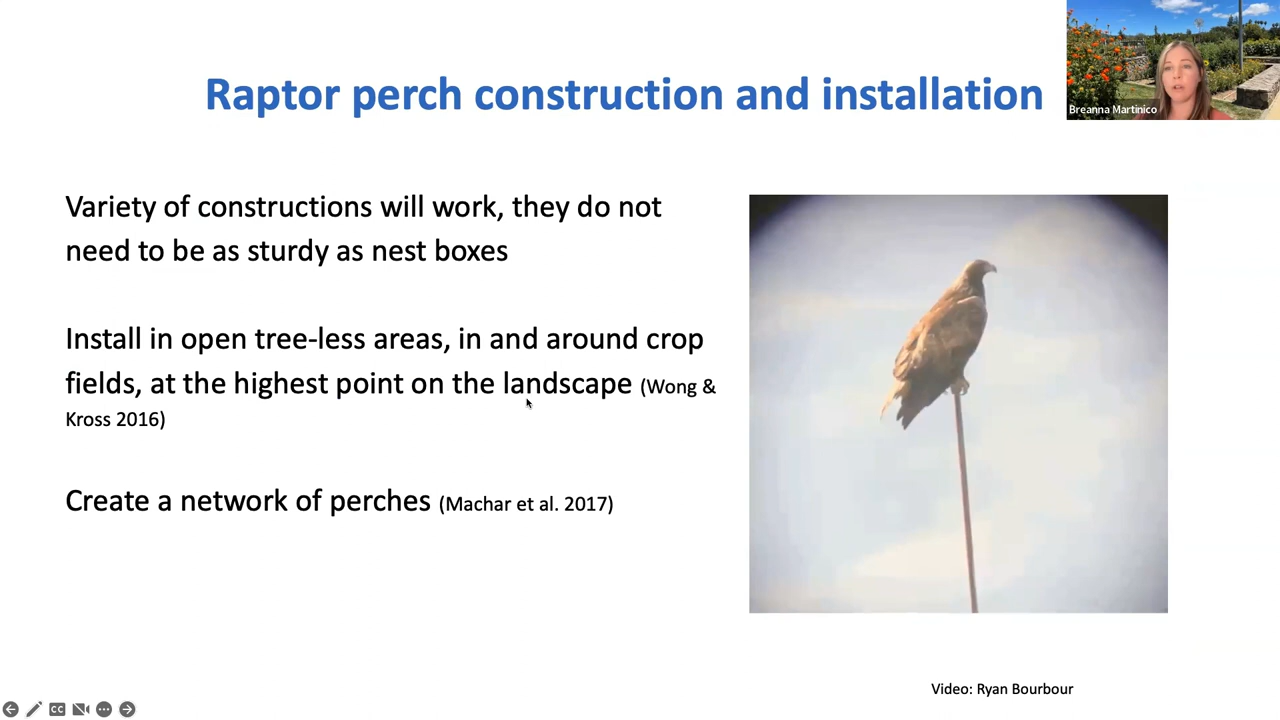 Raptor perch construction and installation
Breanna Martinico
Variety of constructions will work, they do not
need to be as sturdy as nest boxes
Install in open tree-less areas, in and around crop
fields, at the highest point on the landscape (Wong &
Kross 2016)
Create a network of perches (Machar et al. 2017)
Video: Ryan Bourbour
CC